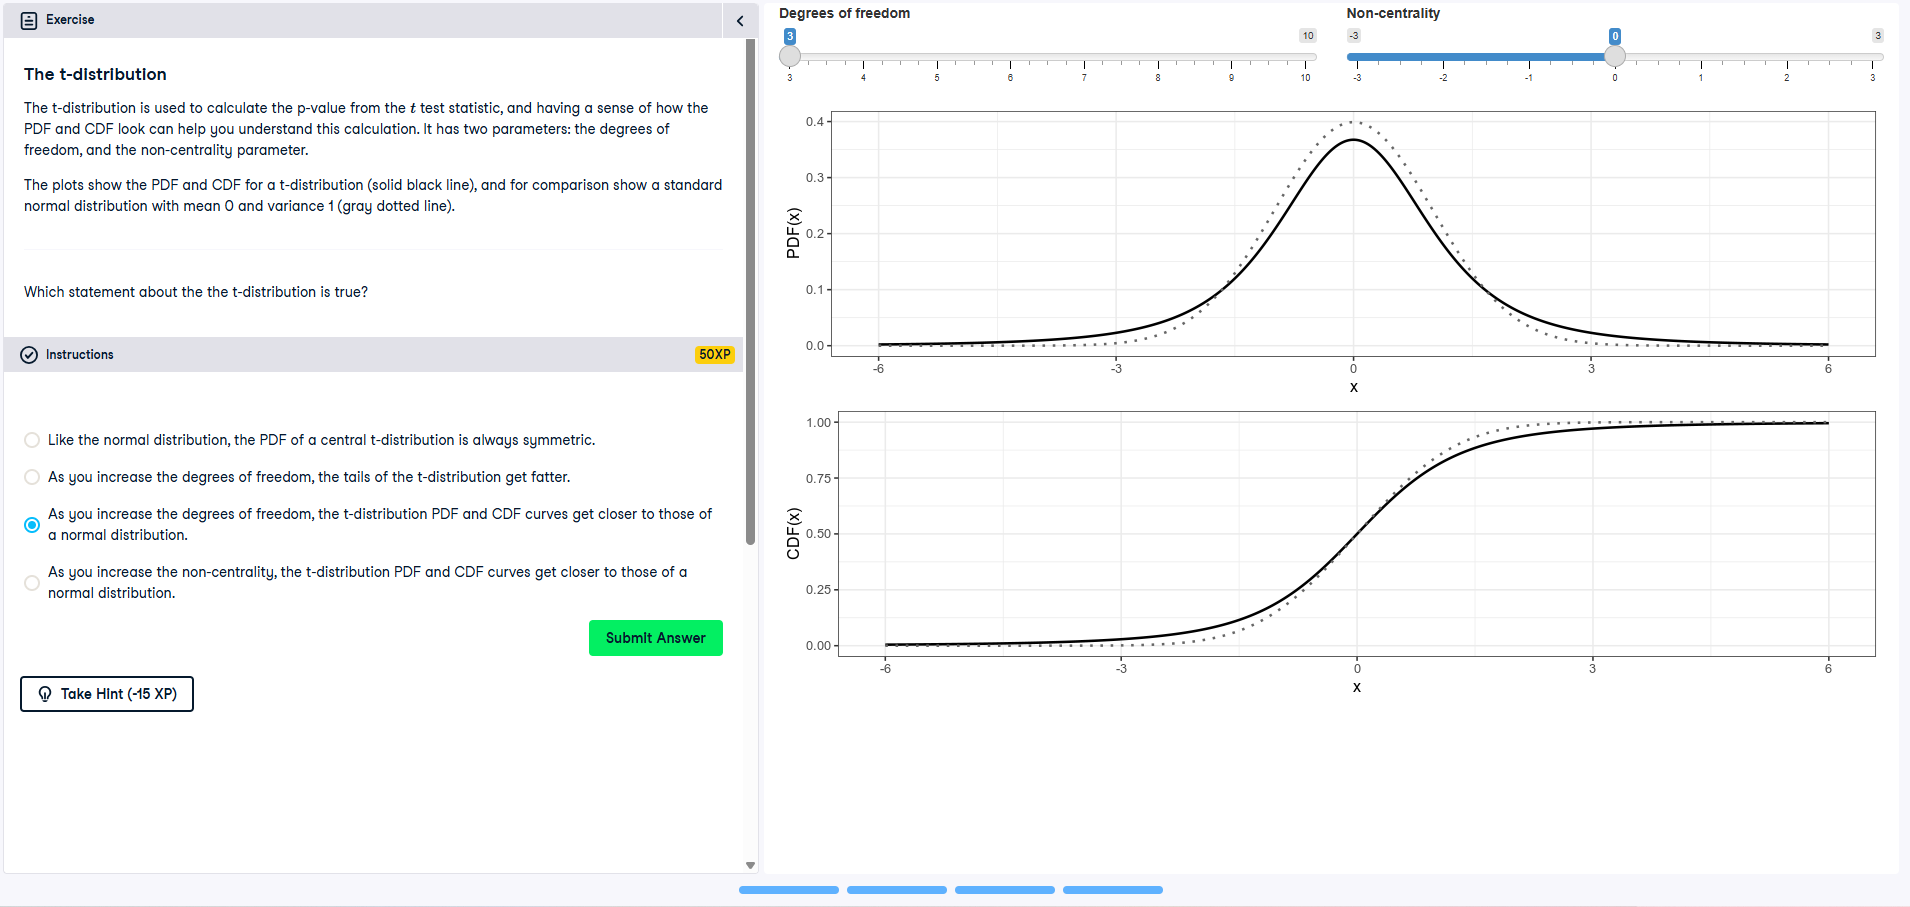 Exercise
The t-distribution
The t-distribution is used to calculate the p-value from the t test statistic, and having a sense of how the
PDF and CDF look can help you understand this calculation. It has two parameters: the degrees of
freedom, and the non-centrality parameter.
The plots show the PDF and CDF for a t-distribution (solid black line), and for comparison show a standard
normal distribution with mean 0 and variance 1 (gray dotted line).
Which statement about the the t-distribution is true?
Instructions
50XP
Like the normal distribution, the PDF of a central t-distribution is always symmetric.
As you increase the degrees of freedom, the tails of the t-distribution get fatter.
As you increase the degrees of freedom, the t-distribution PDF and CDF curves get closer to those of
a normal distribution.
As you increase the non-centrality, the t-distribution PDF and CDF curves get closer to those of a
normal distribution.
Submit Answer
Take Hint (-15 XP)
Degrees of freedom
3 10
3 4 5 6 7 8 9 10
Non-centrality
-3 0 3
-3 -2 -1 0 1 2 3
PDF(x)
0.4
0.3
0.2
0.1
0.0
-6 -3 0 3 6
x
CDF(x)
1.00
0.75
0.50
0.25
0.00
-6 -3 0 3 6
x